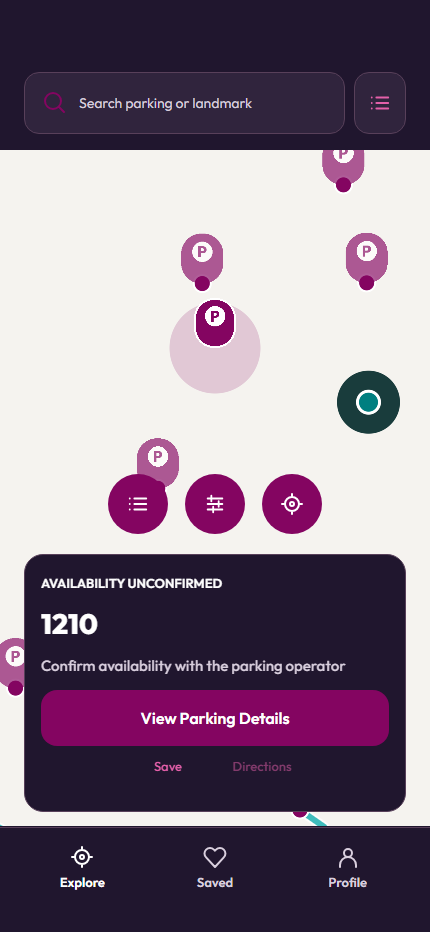 Search parking or landmark
P
P
P
P
P
P
AVAILABILITY UNCONFIRMED
1210
Confirm availability with the parking operator
View Parking Details
Save
Directions
Explore
Saved
Profile